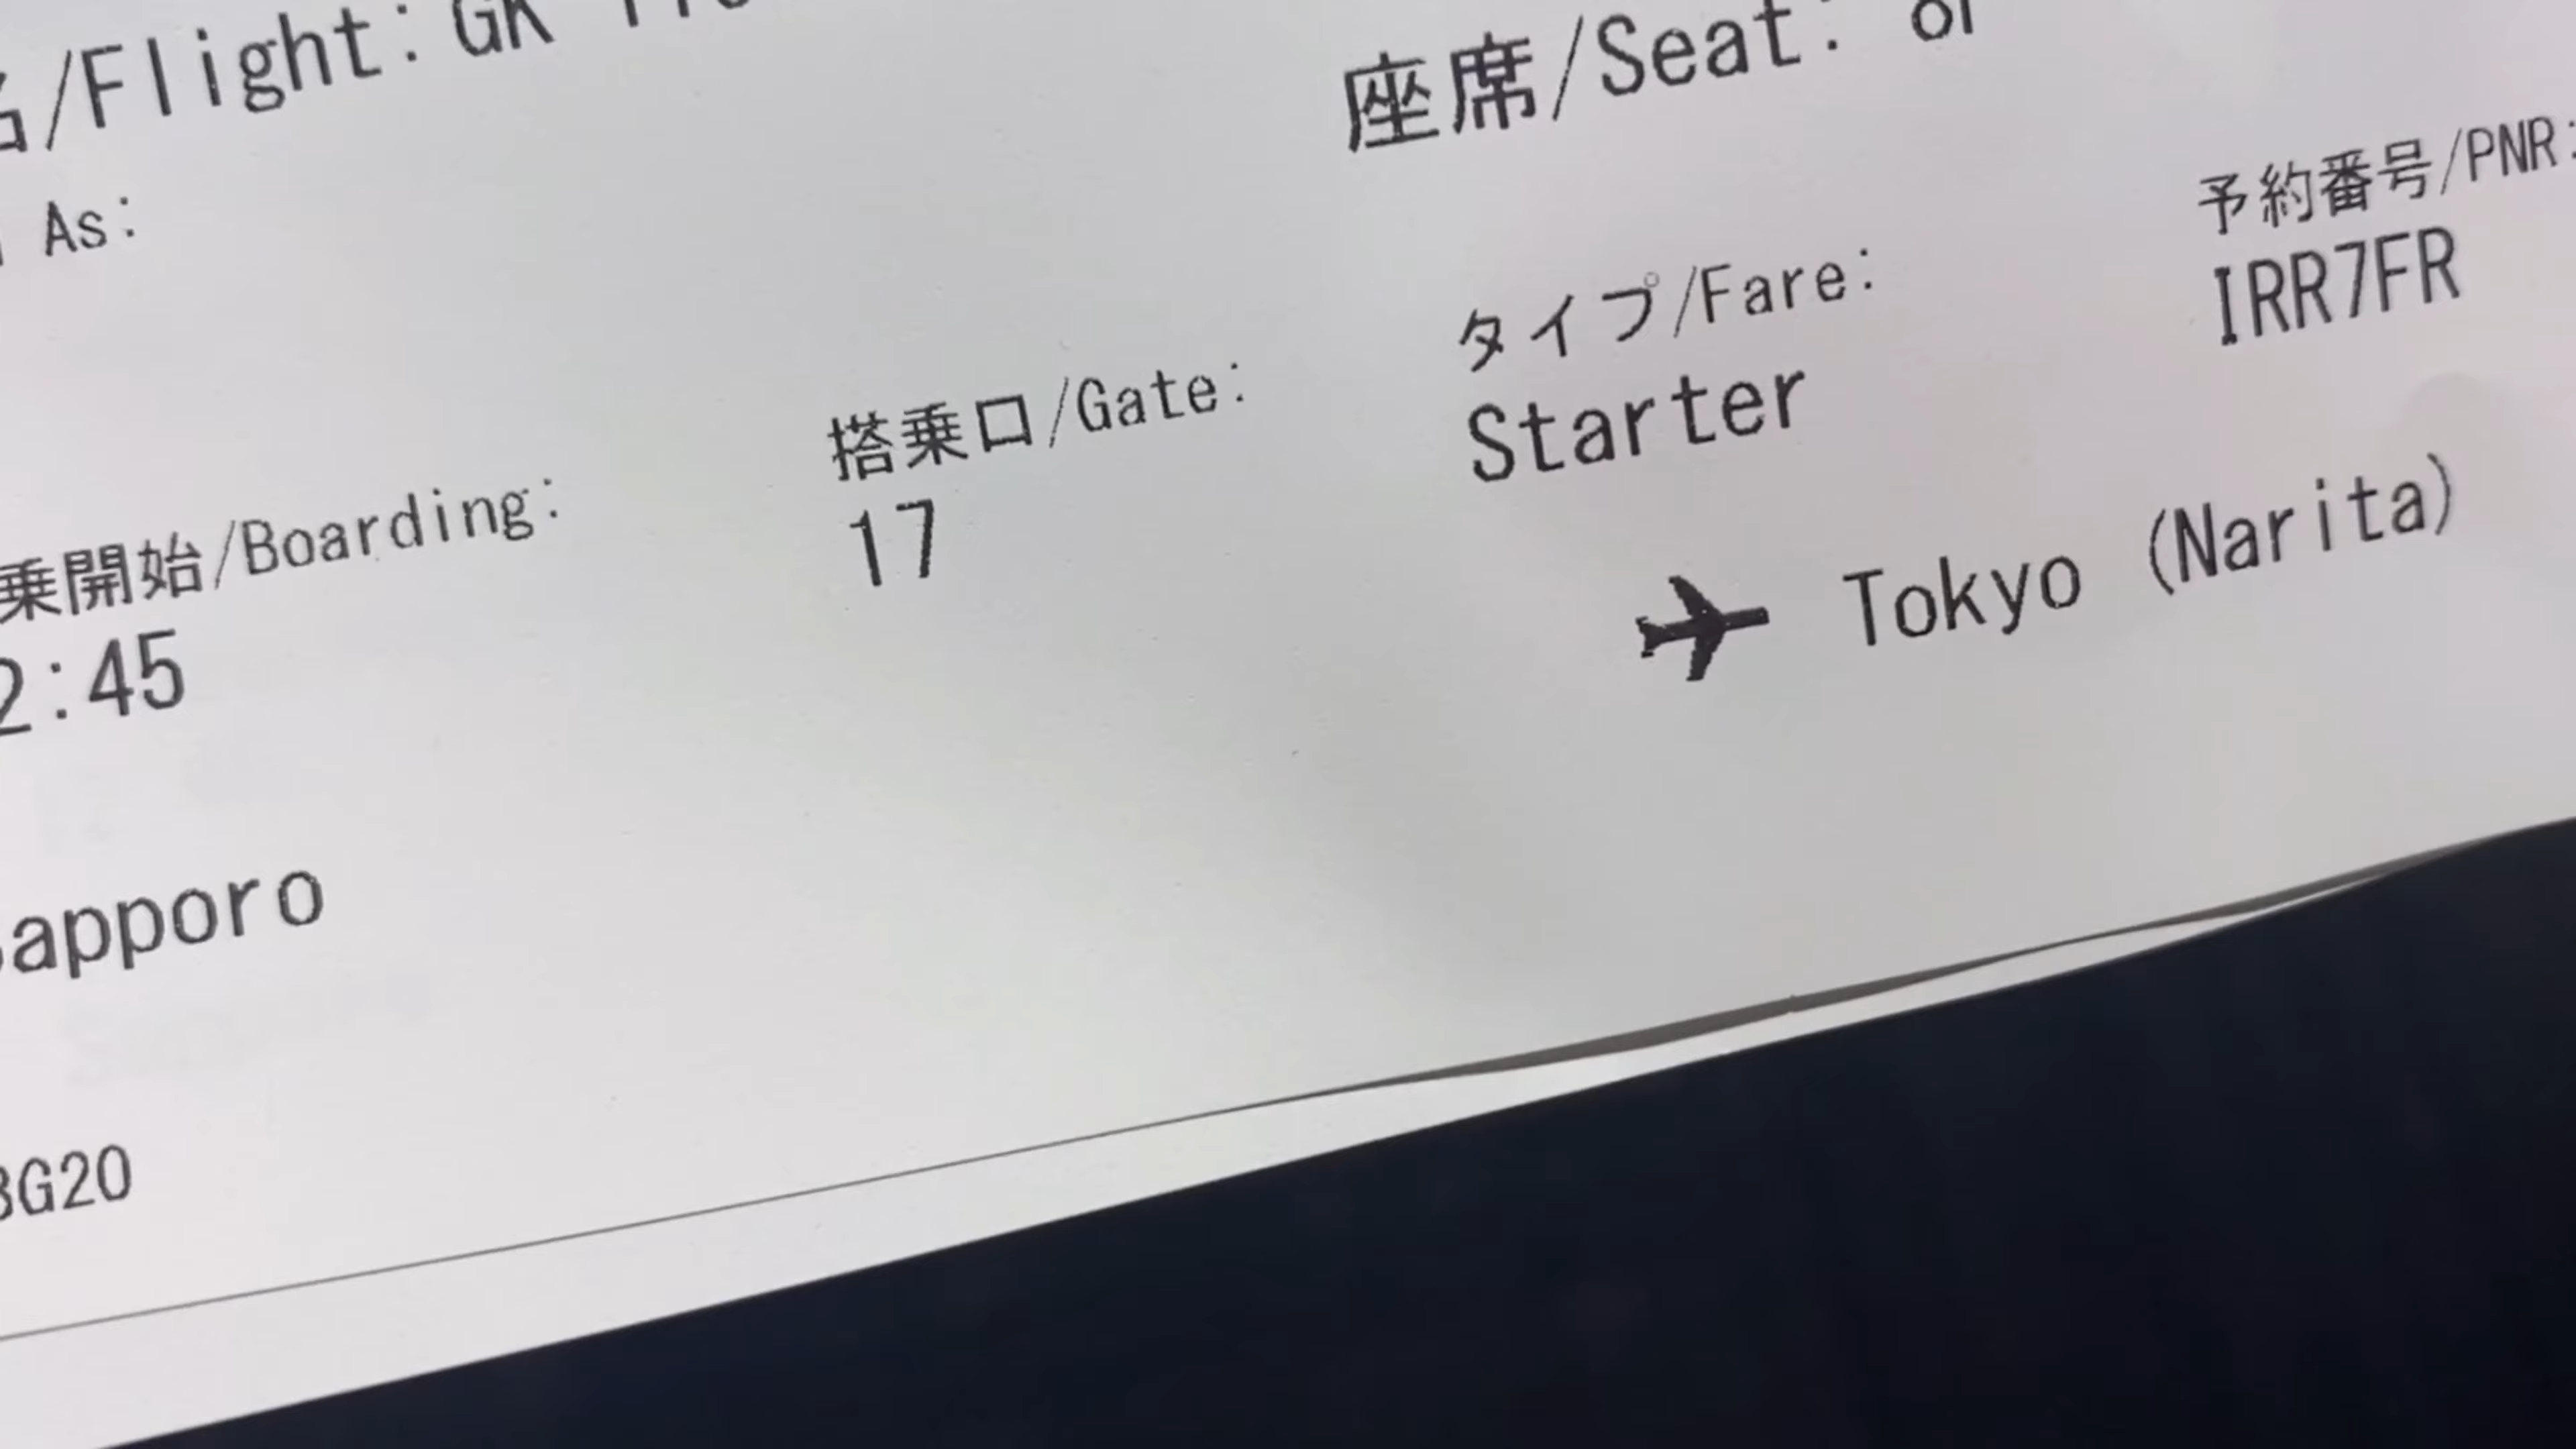 /Flight: GK
座席/Seat:
As:
予約番号/PNR:
IRR7FR
タイプ/Fare:
Starter
搭乗口/Gate:
17
乗開始/Boarding:
2:45
Tokyo (Narita)
apporo
G20